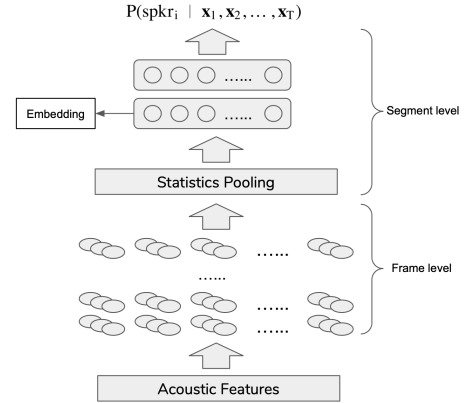 P(spkrᵢ | x₁, x₂, . . . , x_T)
......
Embedding
......
Segment level
Statistics Pooling
......
......
Frame level
......
......
Acoustic Features